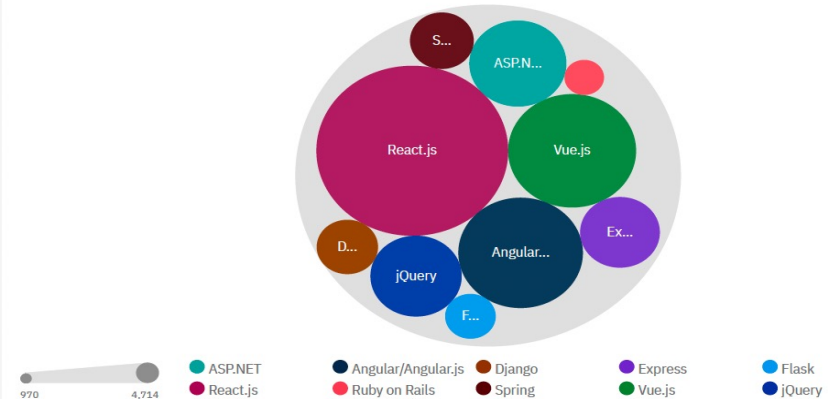 S...
ASP.N...
React.js
Vue.js
Ex...
D...
Angular...
jQuery
F...
ASP.NET
Angular/Angular.js
Django
Express
Flask
970
4,714
React.js
Ruby on Rails
Spring
Vue.js
jQuery